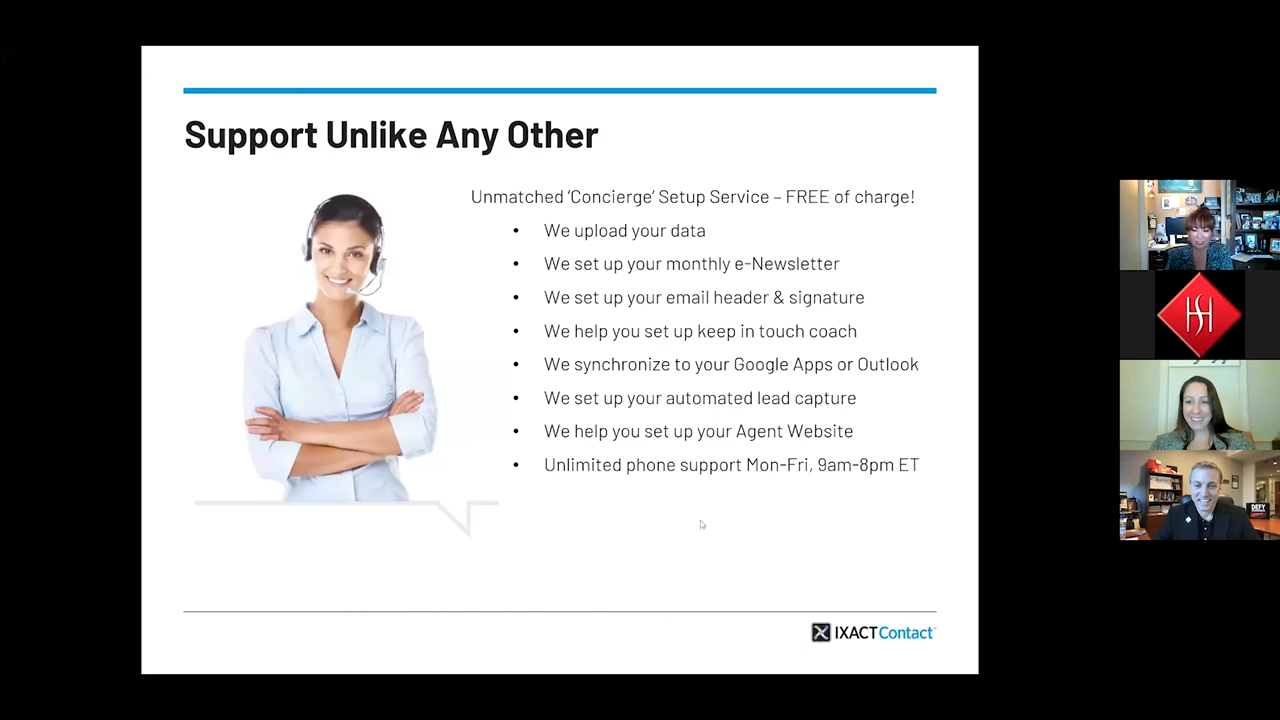 Support Unlike Any Other
Unmatched ‘Concierge’ Setup Service – FREE of charge!
• We upload your data
• We set up your monthly e-Newsletter
• We set up your email header & signature
• We help you set up keep in touch coach
• We synchronize to your Google Apps or Outlook
• We set up your automated lead capture
• We help you set up your Agent Website
• Unlimited phone support Mon-Fri, 9am-8pm ET
DEFY
IXACTContact